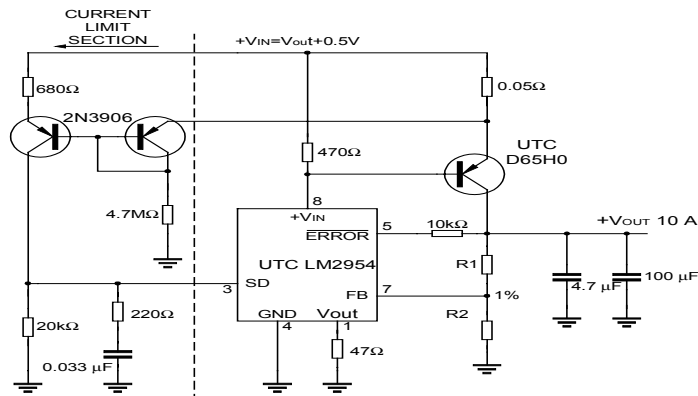 CURRENT
LIMIT
SECTION
+VIN=Vout+0.5V
680Ω
0.05Ω
2N3906
UTC
D65H0
470Ω
4.7MΩ
8
+VIN
5
10kΩ
+VOUT 10 A
ERROR
R1
UTC LM2954
3
SD
4.7 µF
100 µF
FB
7
1%
20kΩ
220Ω
GND
Vout
R2
4
1
0.033 µF
47Ω